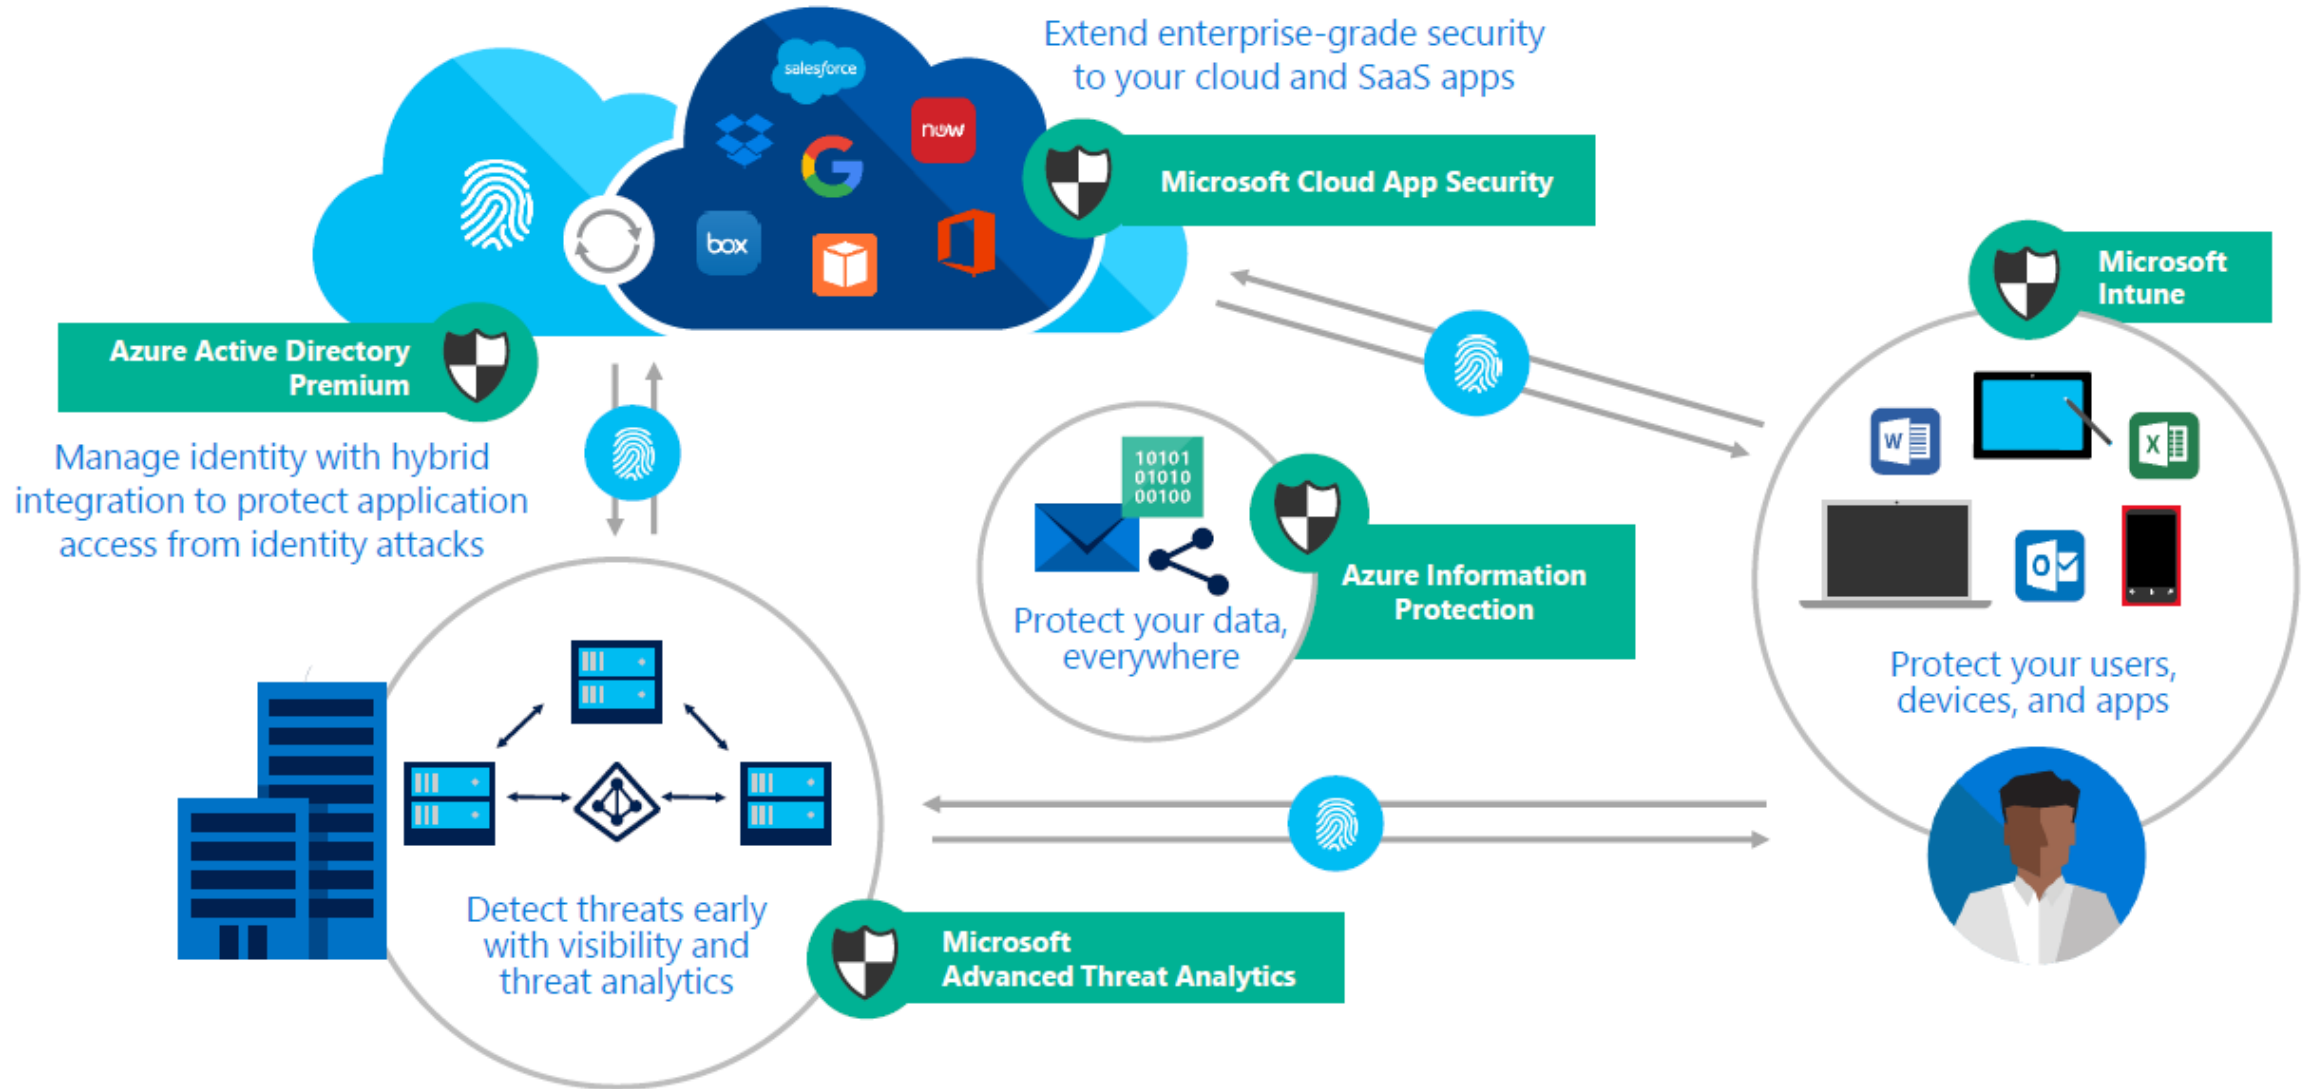 Extend enterprise-grade security
to your cloud and SaaS apps
salesforce
now
box
Microsoft Cloud App Security
Microsoft
Intune
Azure Active Directory
Premium
Manage identity with hybrid
integration to protect application
access from identity attacks
W
X
10101
01010
00100
O
Azure Information
Protection
Protect your data,
everywhere
Protect your users,
devices, and apps
Detect threats early
with visibility and
threat analytics
Microsoft
Advanced Threat Analytics